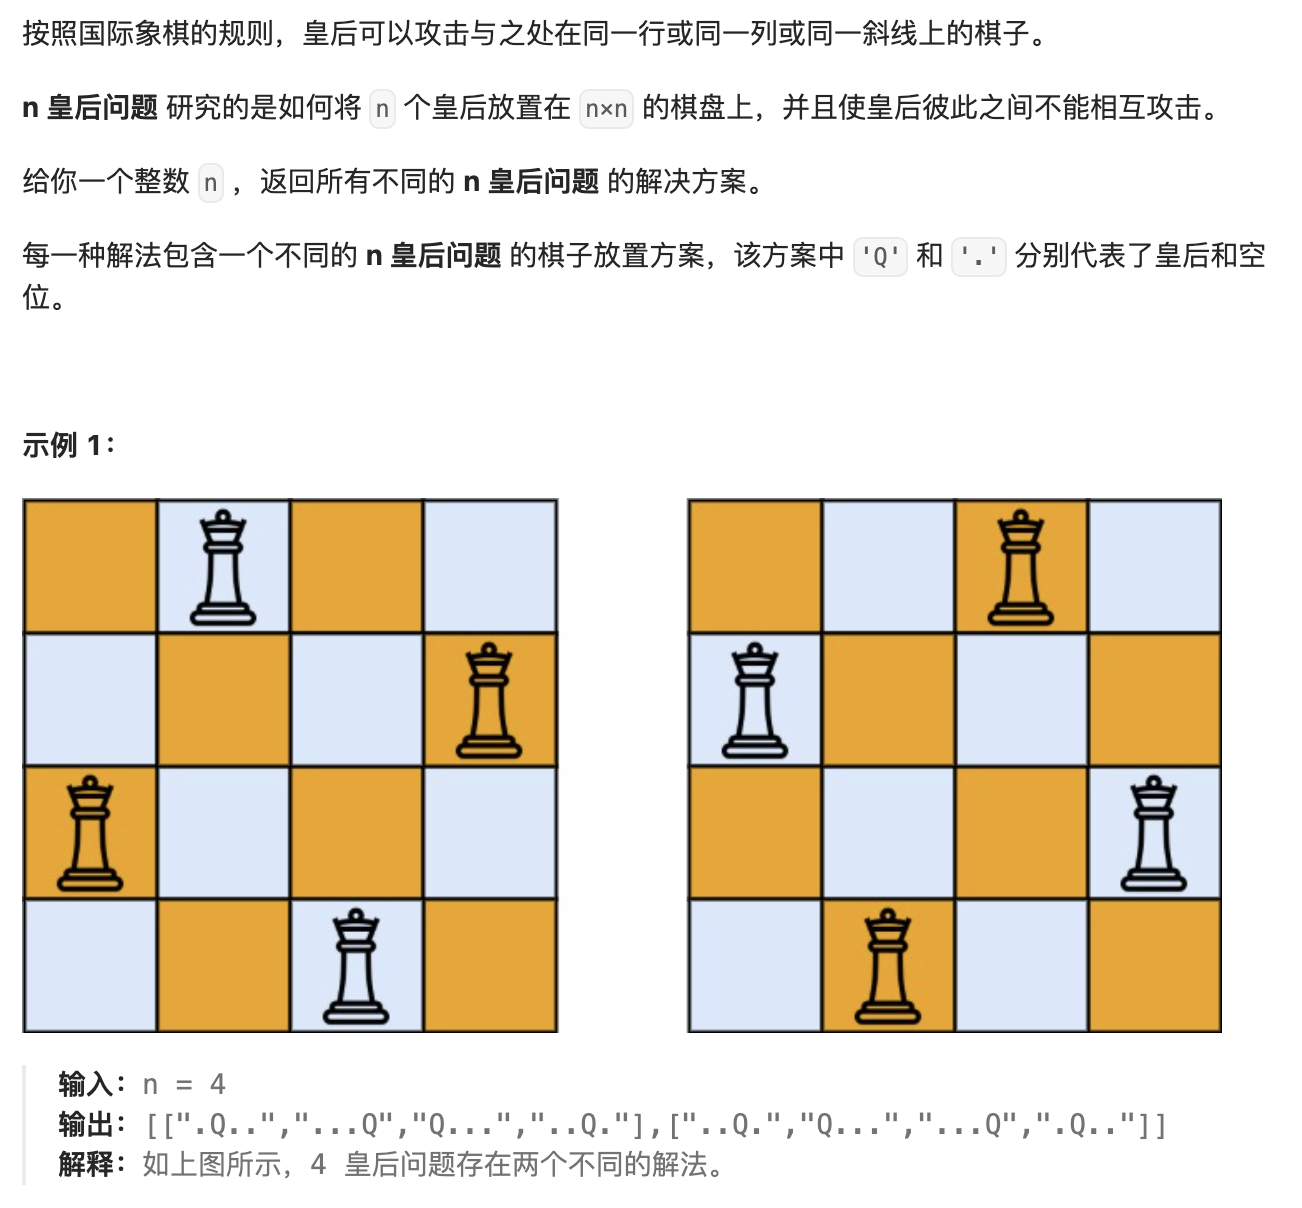 按照国际象棋的规则，皇后可以攻击与之处在同一行或同一列或同一斜线上的棋子。
n 皇后问题 研究的是如何将 n 个皇后放置在 n×n 的棋盘上，并且使皇后彼此之间不能相互攻击。
给你一个整数 n ，返回所有不同的 n 皇后问题 的解决方案。
每一种解法包含一个不同的 n 皇后问题 的棋子放置方案，该方案中 'Q' 和 '.' 分别代表了皇后和空
位。
示例 1：
输入：n = 4
输出：[[".Q..","...Q","Q...","..Q."],["..Q.","Q...","...Q",".Q.."]]
解释：如上图所示，4 皇后问题存在两个不同的解法。